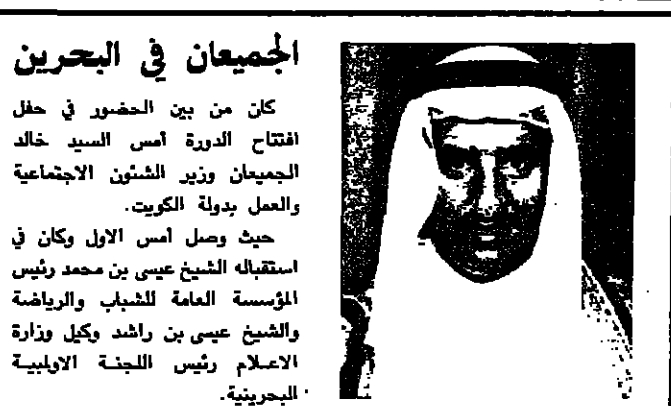 الجميعان في البحرين
كان من بين الحضور في حفل
افتتاح الدورة أمس السيد خالد
الجميعان وزير الشئون الاجتماعية
والعمل بدولة الكويت.
حيث وصل أمس الاول وكان في
استقباله الشيخ عيسى بن محمد رئيس
المؤسسة العامة للشباب والرياضة
والشيخ عيسى بن راشد وكيل وزارة
الاعلام رئيس اللجنة الاولمبية
البحرينية.